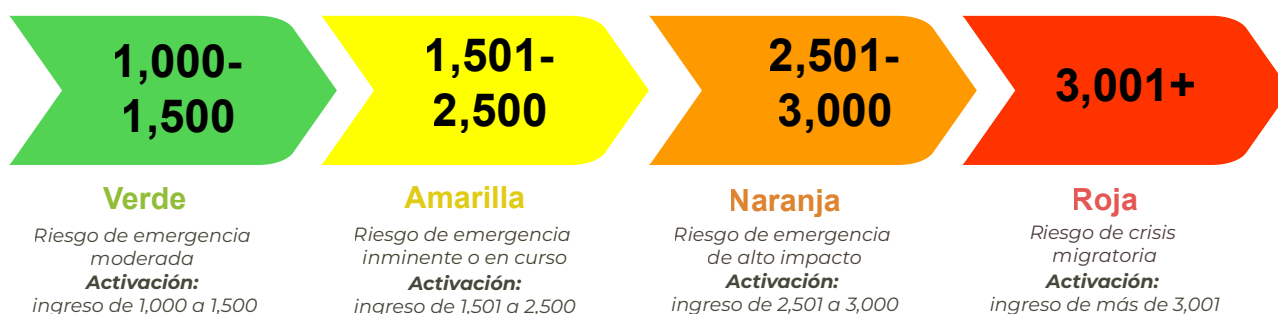 1,000-
1,500
1,501-
2,500
2,501-
3,000
3,001+
Verde
Riesgo de emergencia
moderada
Activación:
ingreso de 1,000 a 1,500
Amarilla
Riesgo de emergencia
inminente o en curso
Activación:
ingreso de 1,501 a 2,500
Naranja
Riesgo de emergencia
de alto impacto
Activación:
ingreso de 2,501 a 3,000
Roja
Riesgo de crisis
migratoria
Activación:
ingreso de más de 3,001